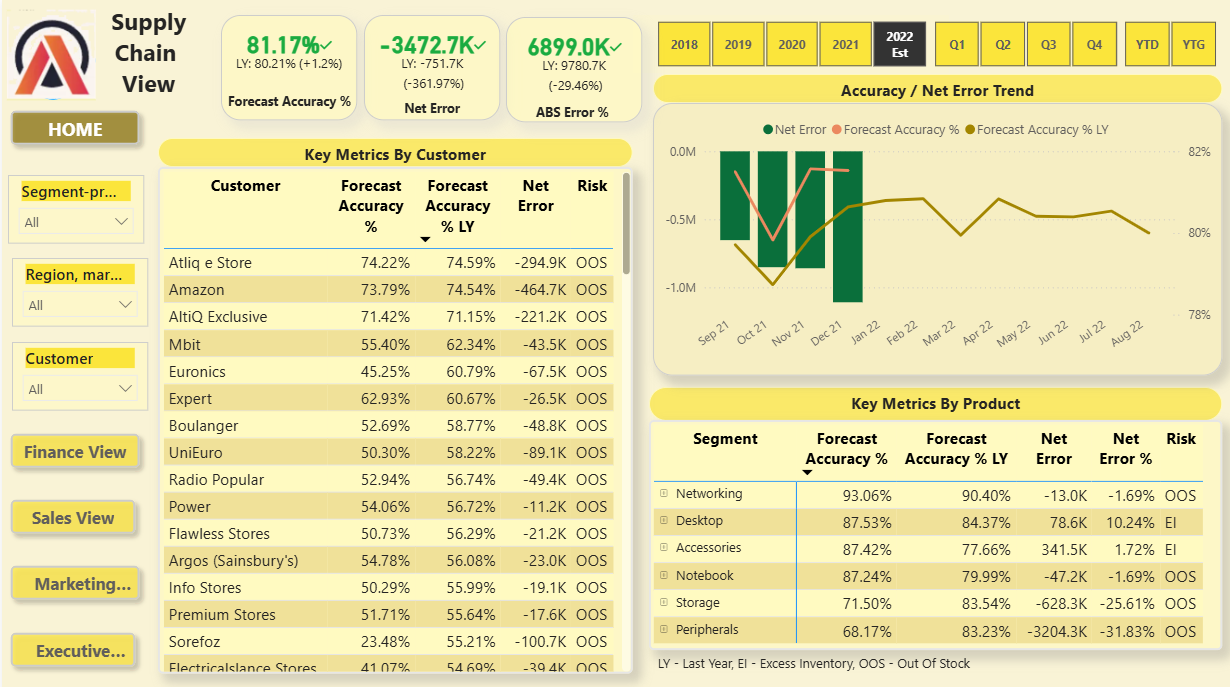 Supply
Chain
View
81.17%✓
LY: 80.21% (+1.2%)
Forecast Accuracy %
-3472.7K✓
LY: -751.7K
(-361.97%)
Net Error
6899.0K✓
LY: 9780.7K
(-29.46%)
ABS Error %
2018 2019 2020 2021 2022 Est Q1 Q2 Q3 Q4 YTD YTG
HOME
Segment-pr...
All
Region, mar...
All
Customer
All
Finance View
Sales View
Marketing...
Executive...
Key Metrics By Customer
Customer Forecast Accuracy % Forecast Accuracy % LY Net Error Risk
Atliq e Store 74.22% 74.59% -294.9K OOS
Amazon 73.79% 74.54% -464.7K OOS
AltiQ Exclusive 71.42% 71.15% -221.2K OOS
Mbit 55.40% 62.34% -43.5K OOS
Euronics 45.25% 60.79% -67.5K OOS
Expert 62.93% 60.67% -26.5K OOS
Boulanger 52.69% 58.77% -48.8K OOS
UniEuro 50.30% 58.22% -89.1K OOS
Radio Popular 52.94% 56.74% -49.4K OOS
Power 54.06% 56.72% -11.2K OOS
Flawless Stores 50.73% 56.29% -21.2K OOS
Argos (Sainsbury's) 54.78% 56.08% -23.0K OOS
Info Stores 50.29% 55.99% -19.1K OOS
Premium Stores 51.71% 55.64% -17.6K OOS
Sorefoz 23.48% 55.21% -100.7K OOS
Electricalslance Stores 41.07% 54.69% -39.4K OOS
Accuracy / Net Error Trend
Net Error Forecast Accuracy % Forecast Accuracy % LY
0.0M 82%
-0.5M 80%
-1.0M 78%
Sep 21 Oct 21 Nov 21 Dec 21 Jan 22 Feb 22 Mar 22 Apr 22 May 22 Jun 22 Jul 22 Aug 22
Key Metrics By Product
Segment Forecast Accuracy % Forecast Accuracy % LY Net Error Net Error % Risk
Networking 93.06% 90.40% -13.0K -1.69% OOS
Desktop 87.53% 84.37% 78.6K 10.24% EI
Accessories 87.42% 77.66% 341.5K 1.72% EI
Notebook 87.24% 79.99% -47.2K -1.69% OOS
Storage 71.50% 83.54% -628.3K -25.61% OOS
Peripherals 68.17% 83.23% -3204.3K -31.83% OOS
LY - Last Year, EI - Excess Inventory, OOS - Out Of Stock